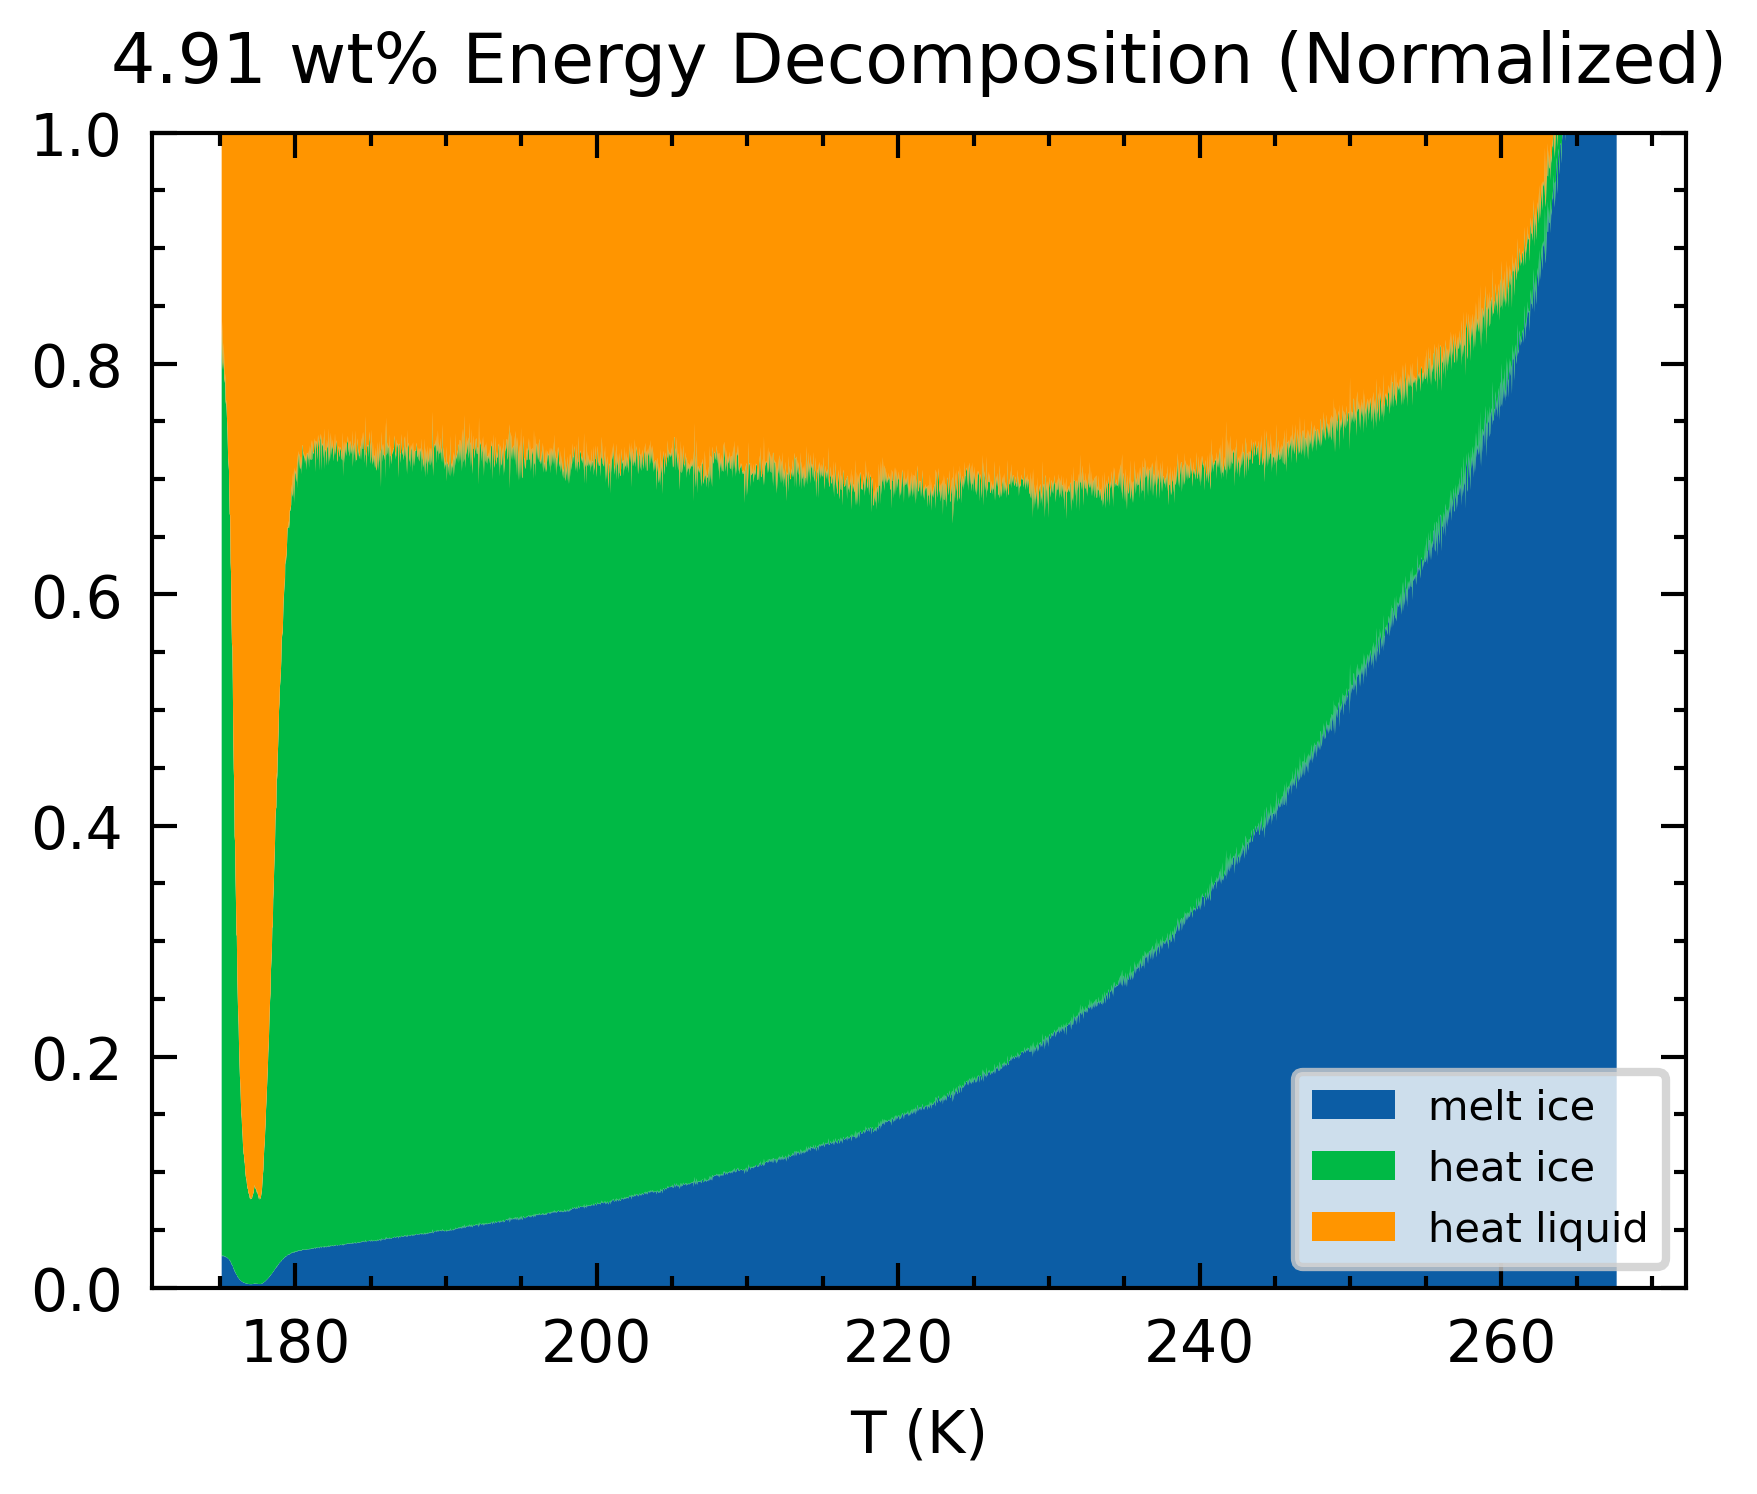 4.91 wt% Energy Decomposition (Normalized)
1.0
0.8
0.6
0.4
0.2
0.0
melt ice
heat ice
heat liquid
180 200 220 240 260
T (K)